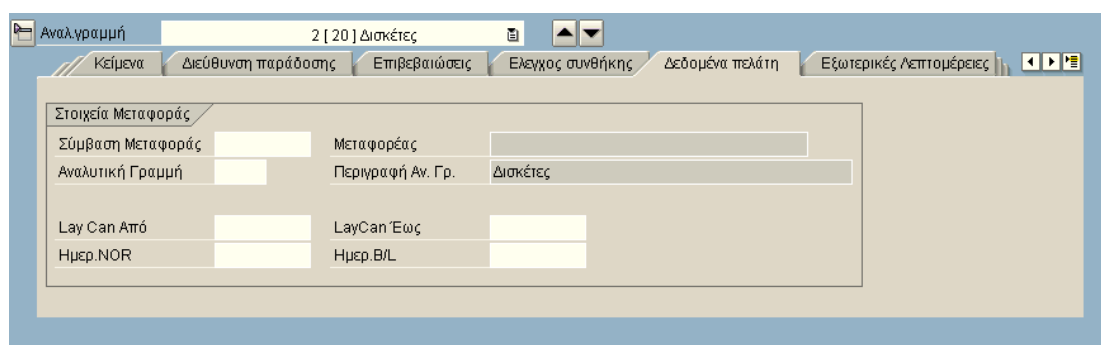 Αναλ.γραμμή 2 [ 20 ] Δισκέτες
Κείμενα Διεύθυνση παράδοσης Επιβεβαιώσεις Ελεγχος συνθήκης Δεδομένα πελάτη Εξωτερικές Λεπτομέρειες
Στοιχεία Μεταφοράς
Σύμβαση Μεταφοράς Μεταφορέας
Αναλυτική Γραμμή Περιγραφή Αν. Γρ. Δισκέτες
Lay Can Από LayCan Έως
Ημερ.NOR Ημερ.B/L